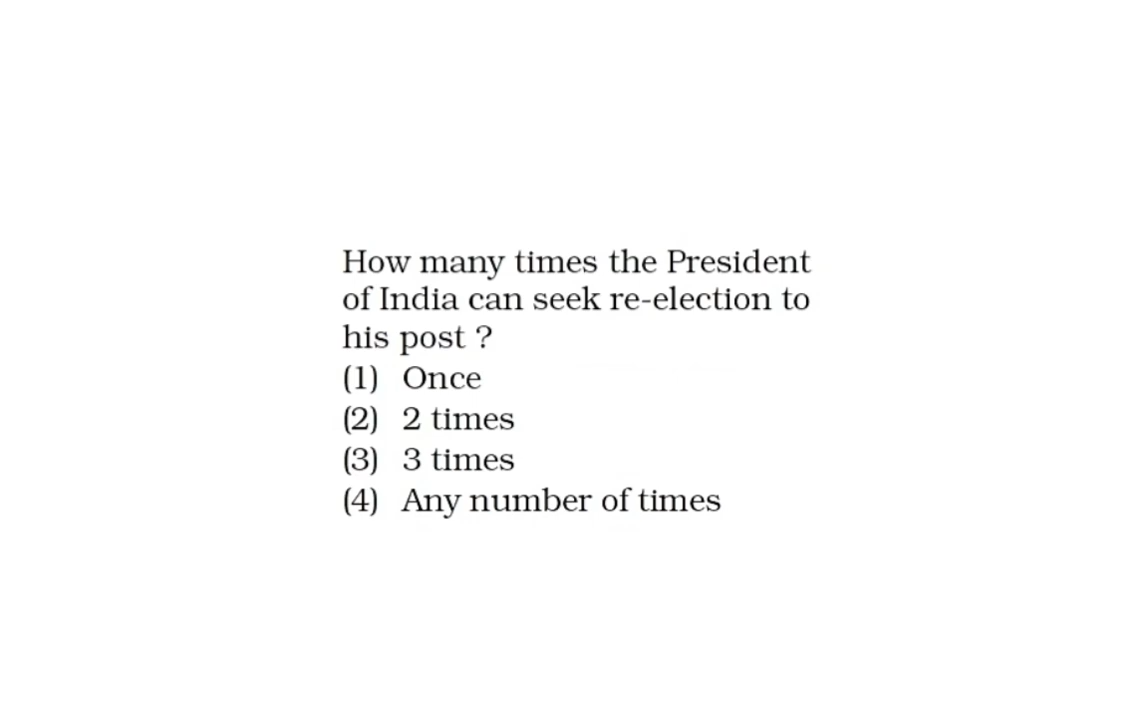 How many times the President
of India can seek re-election to
his post ?
(1) Once
(2) 2 times
(3) 3 times
(4) Any number of times